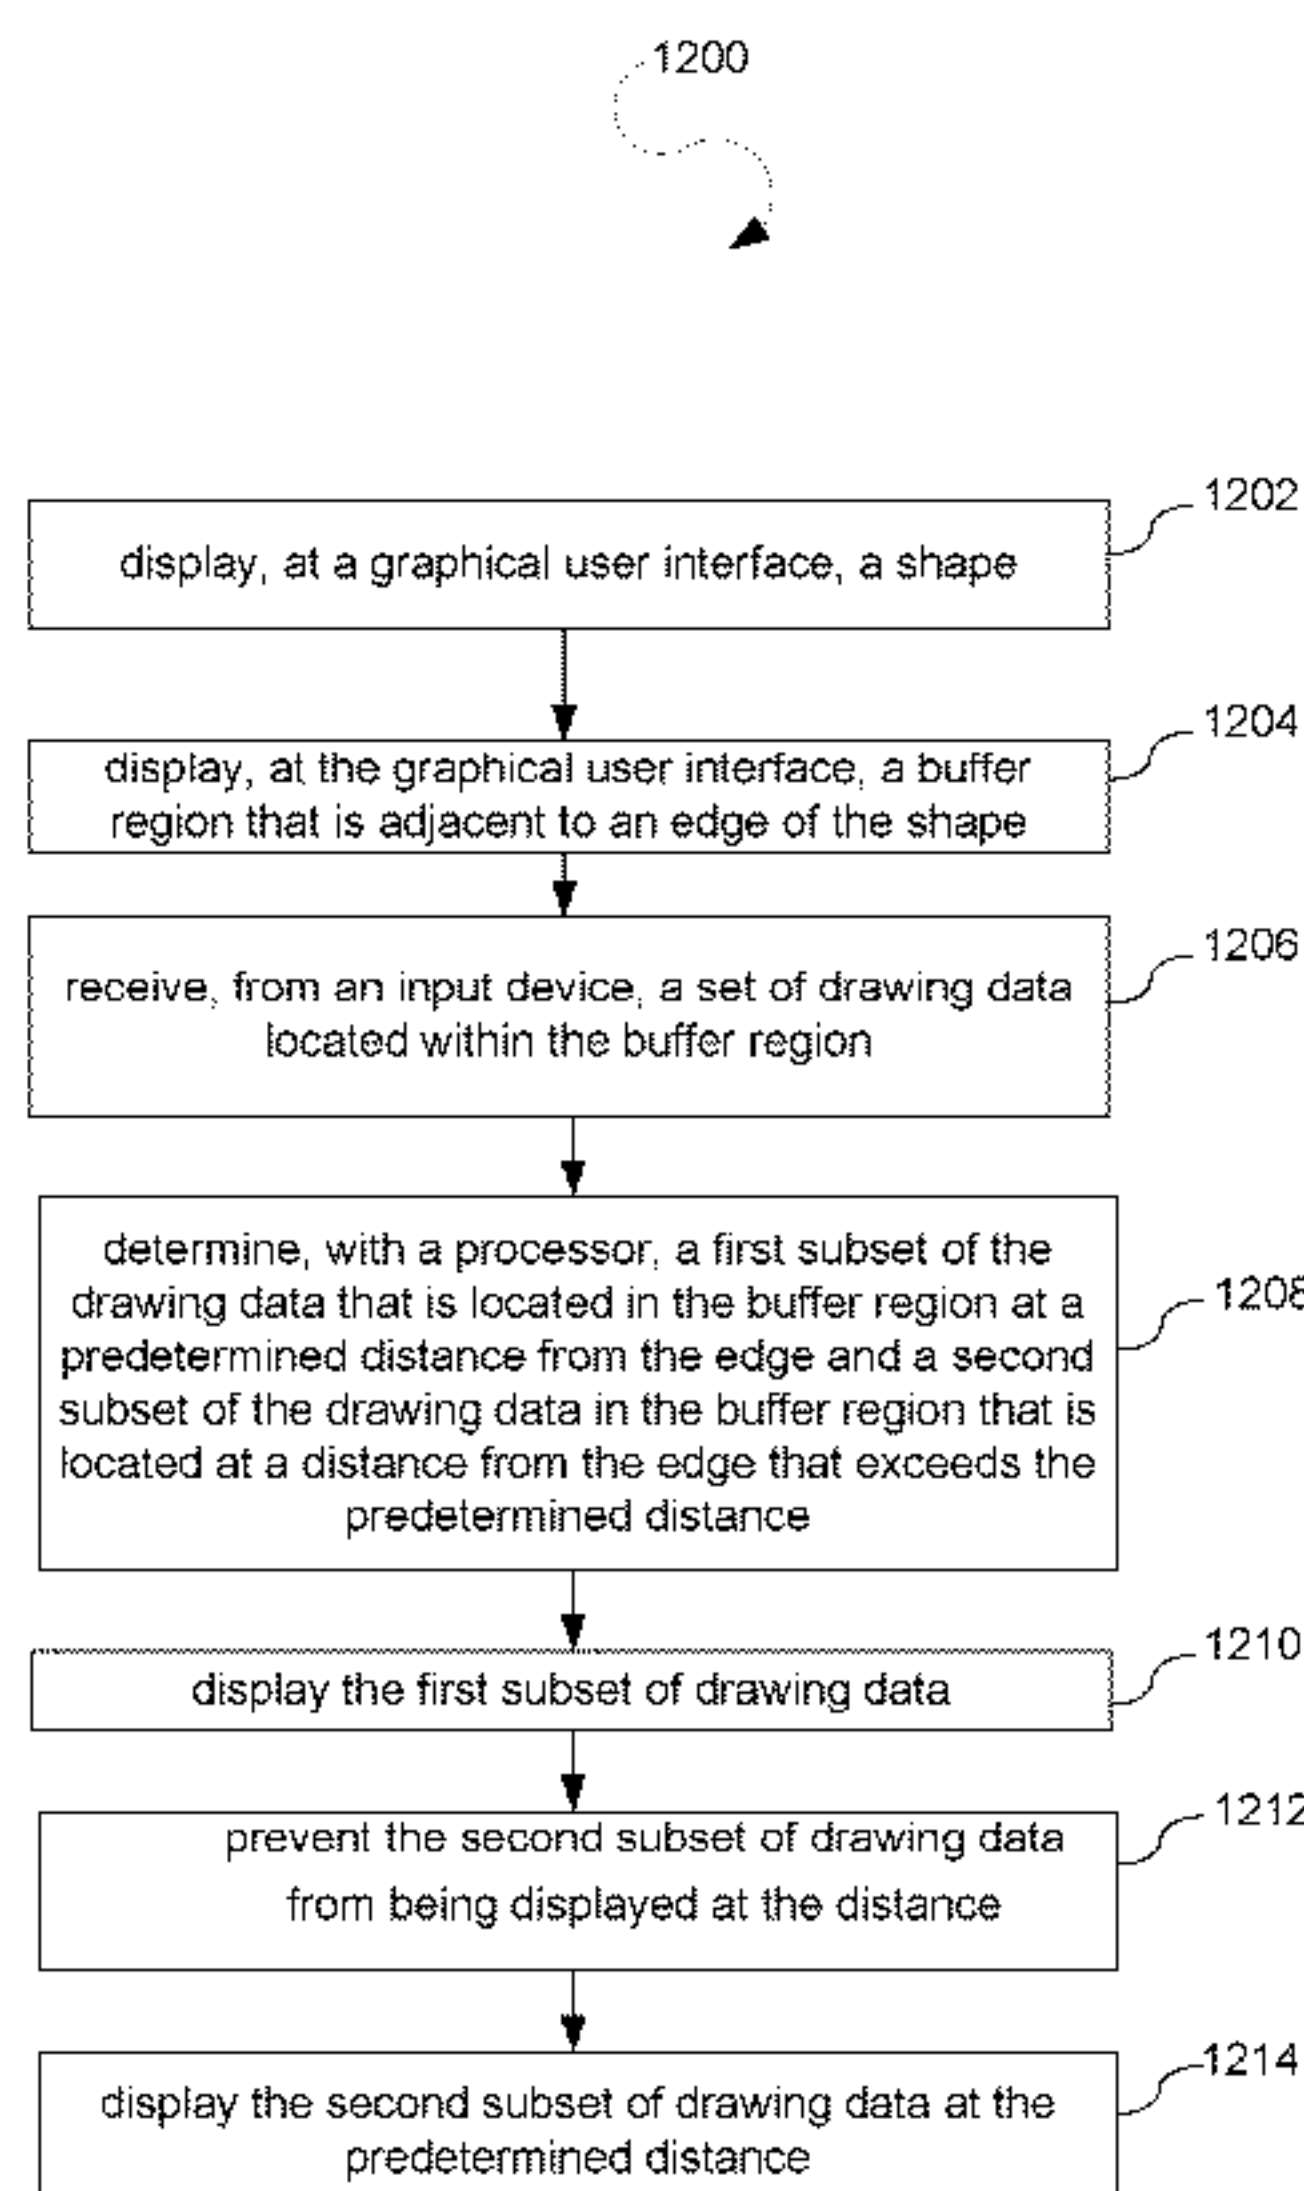 1200
1202
display, at a graphical user interface, a shape
1204
display, at the graphical user interface, a buffer
region that is adjacent to an edge of the shape
1206
receive, from an input device, a set of drawing data
located within the buffer region
determine, with a processor, a first subset of the
drawing data that is located in the buffer region at a
1208
predetermined distance from the edge and a second
subset of the drawing data in the buffer region that is
located at a distance from the edge that exceeds the
predetermined distance
1210
display the first subset of drawing data
1212
prevent the second subset of drawing data
from being displayed at the distance
1214
display the second subset of drawing data at the
predetermined distance